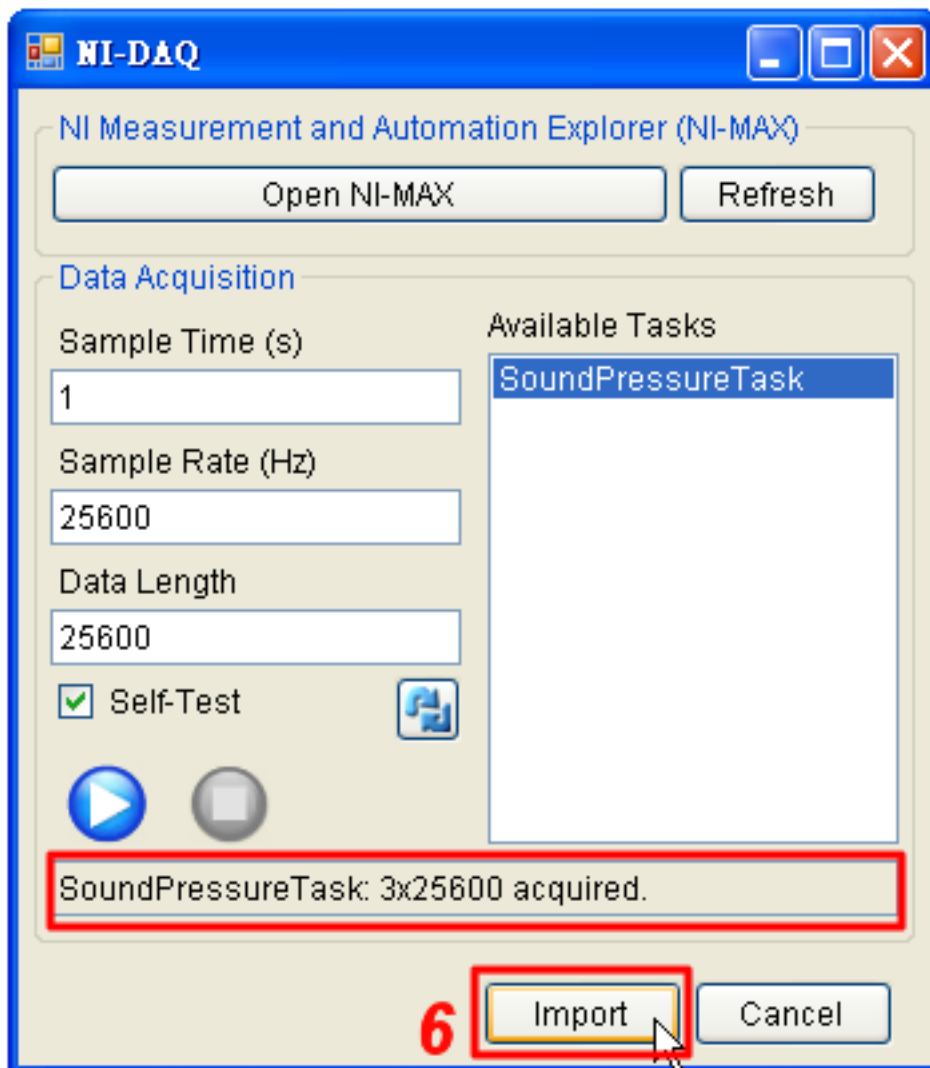 NI-DAQ
NI Measurement and Automation Explorer (NI-MAX)
Open NI-MAX
Refresh
Data Acquisition
Sample Time (s)
1
Sample Rate (Hz)
25600
Data Length
25600
Self-Test
Available Tasks
SoundPressureTask
SoundPressureTask: 3x25600 acquired.
6
Import
Cancel